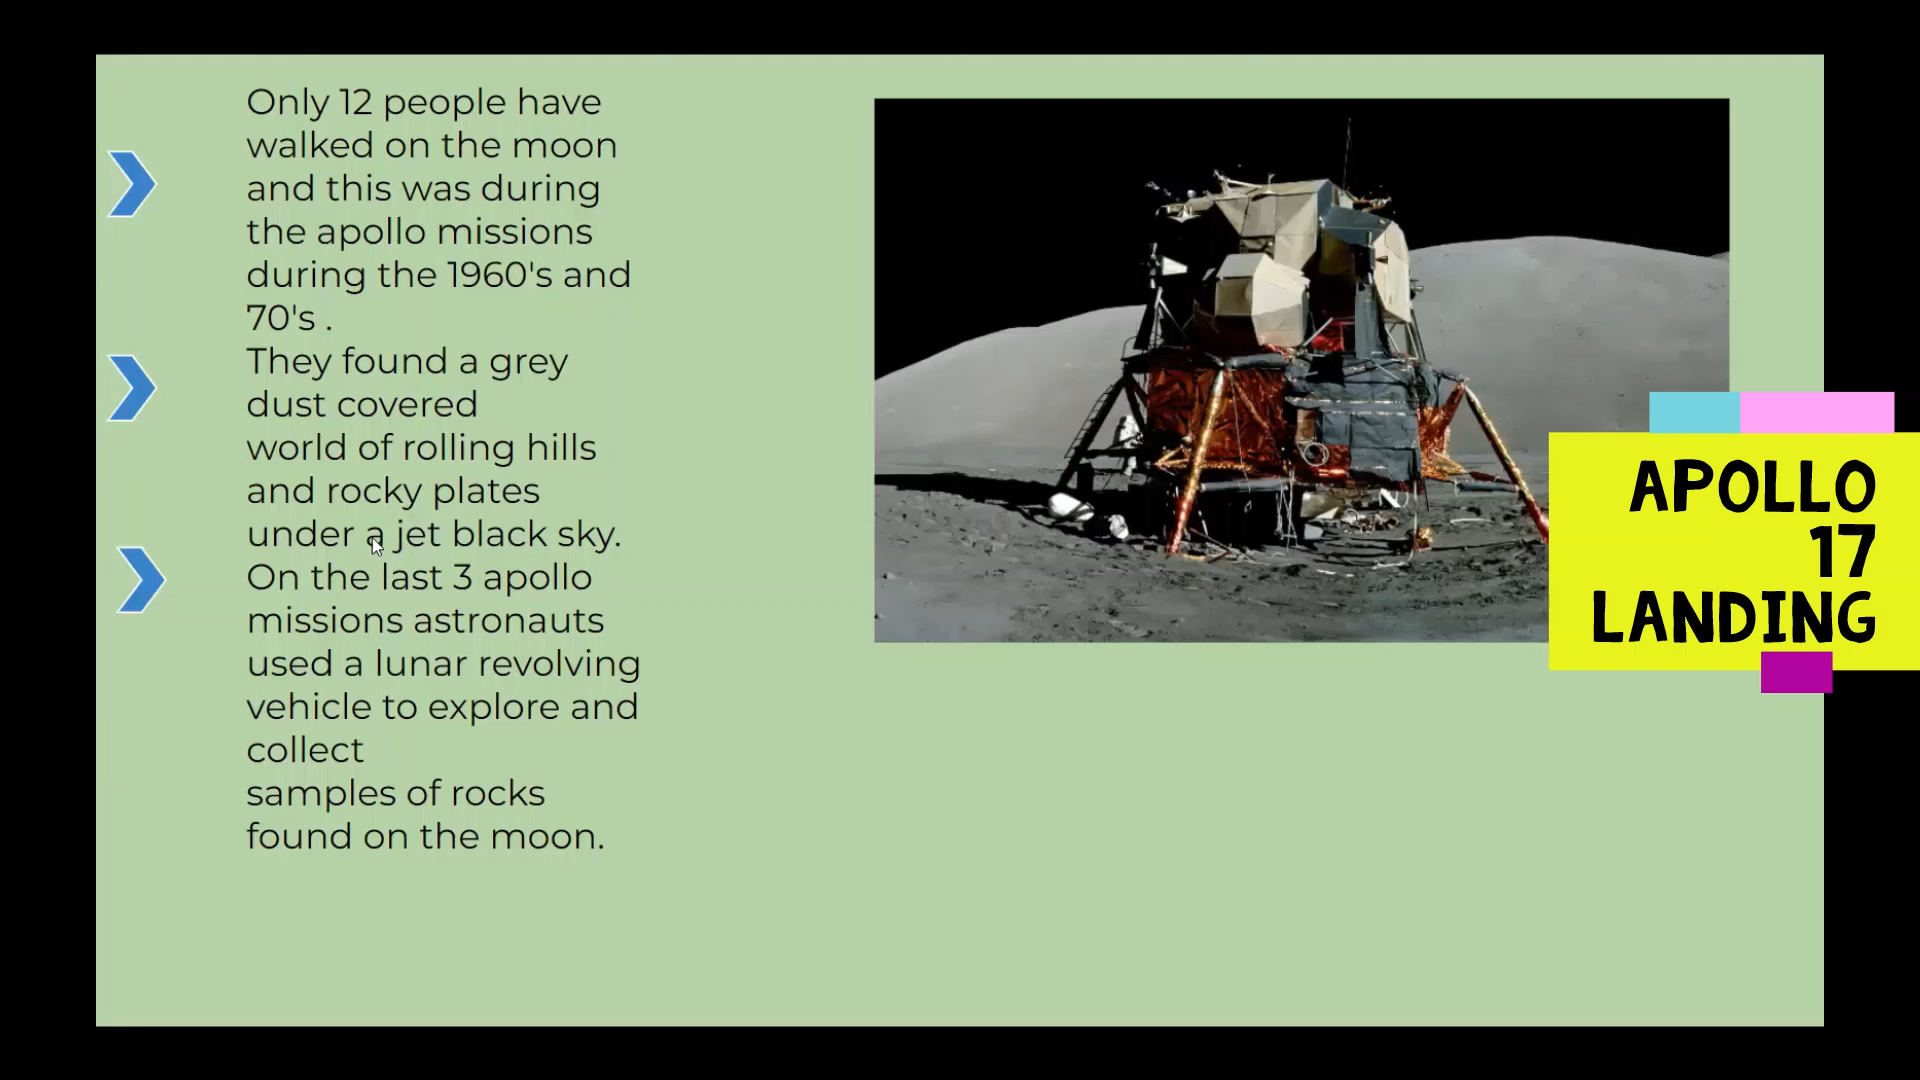 Only 12 people have
walked on the moon
and this was during
the apollo missions
during the 1960's and
70's .
They found a grey
dust covered
world of rolling hills
and rocky plates
under a jet black sky.
On the last 3 apollo
missions astronauts
used a lunar revolving
vehicle to explore and
collect
samples of rocks
found on the moon.
APOLLO
17
LANDING